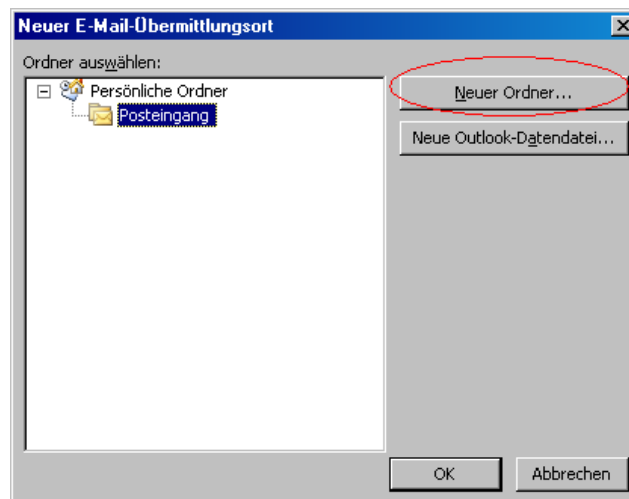 Neuer E-Mail-Übermittlungsort
Ordner auswählen:
Persönliche Ordner
Posteingang
Neuer Ordner...
Neue Outlook-Datendatei...
OK
Abbrechen